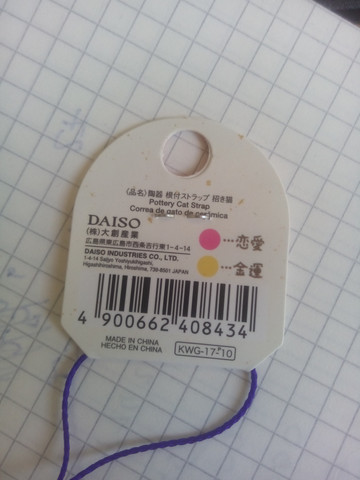 (品名)陶器 根付ストラップ 招き猫
Pottery Cat Strap
Correa de gato de cerámica
DAISO
(株)大創産業
広島県東広島市西条吉行東1-4-14
DAISO INDUSTRIES CO., LTD.
1-4-14 Saijo Yoshiyukihigashi,
Higashihiroshima, Hiroshima, 739-8501 JAPAN
…恋愛
…金運
4 900662 408434
MADE IN CHINA
HECHO EN CHINA
KWG-17-"10